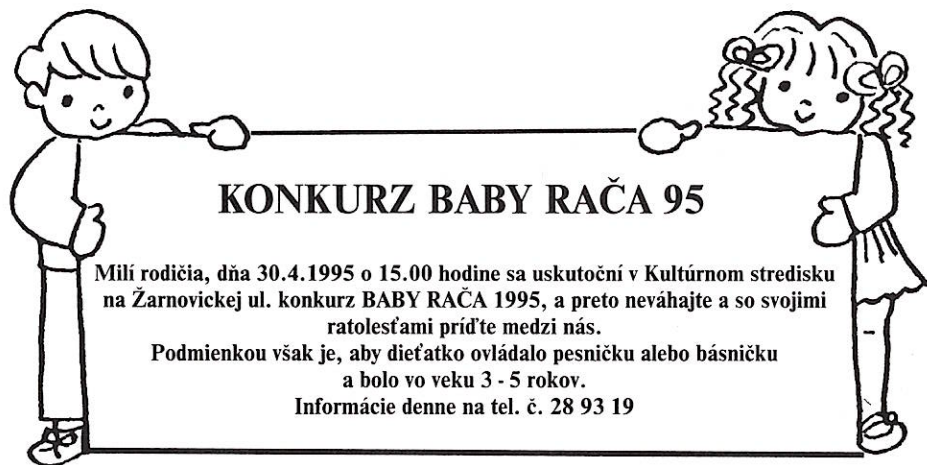 KONKURZ BABY RAČA 95
Milí rodičia, dňa 30.4.1995 o 15.00 hodine sa uskutoční v Kultúrnom stredisku
na Žarnovickej ul. konkurz BABY RAČA 1995, a preto neváhajte a so svojimi
ratolesťami príďte medzi nás.
Podmienkou však je, aby dieťatko ovládalo pesničku alebo básničku
a bolo vo veku 3 - 5 rokov.
Informácie denne na tel. č. 28 93 19